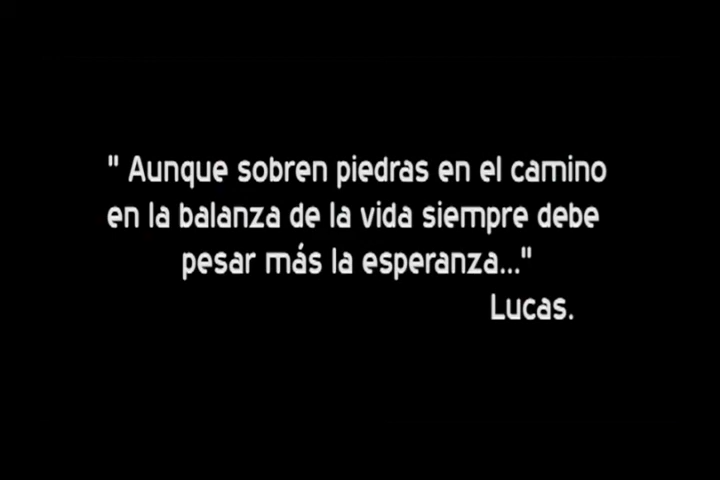 " Aunque sobren piedras en el camino
en la balanza de la vida siempre debe
pesar más la esperanza..."
Lucas.